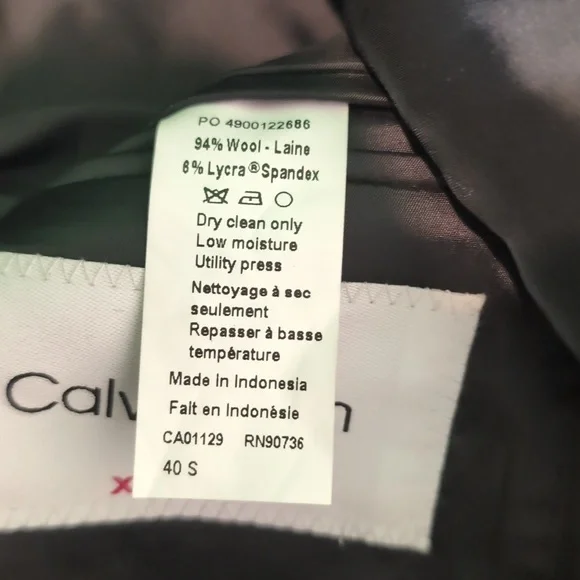 PO 4900122686
94% Wool - Laine
6% Lycra®Spandex
Dry clean only
Low moisture
Utility press
Nettoyage à sec
seulement
Repasser à basse
température
Made In Indonesia
Fait en Indonésie
CA01129 RN90736
40 S
Calv n
x